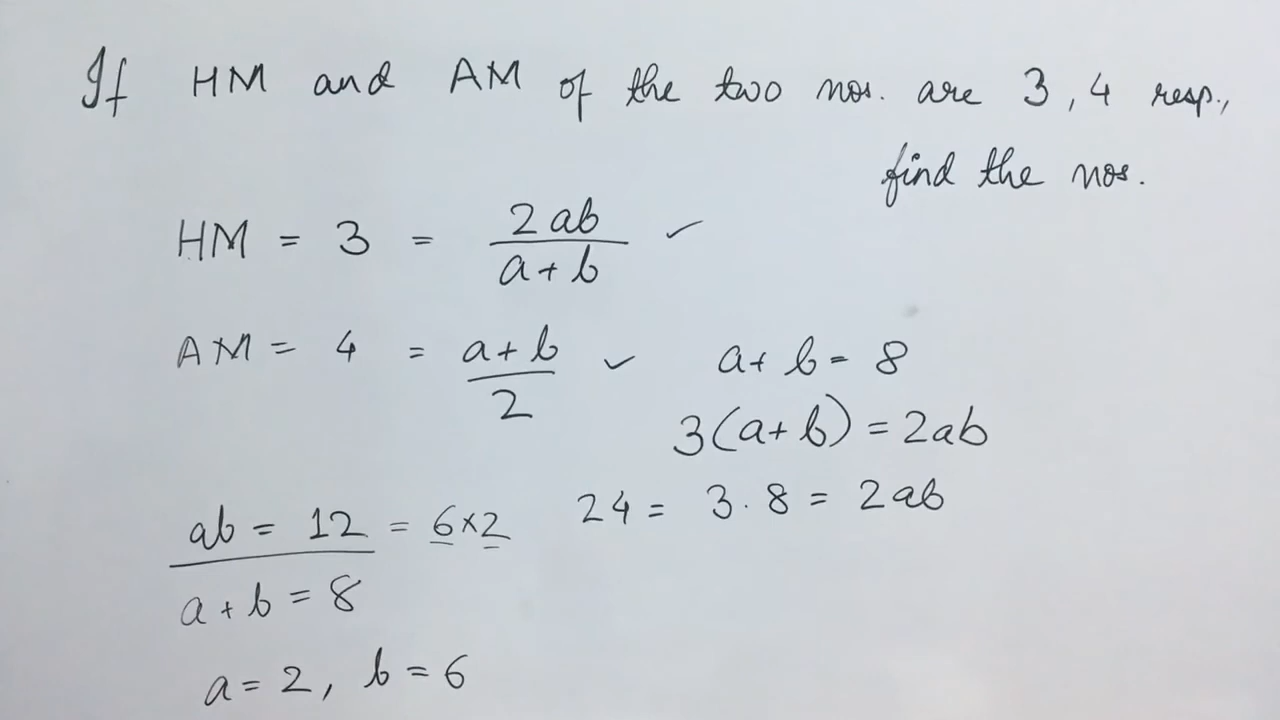 If HM and AM of the two nos. are 3, 4 resp.,
find the nos.
HM = 3 = 2ab / a+b ✓
AM = 4 = a+b / 2 ✓
a+b = 8
3(a+b) = 2ab
24 = 3.8 = 2ab
ab = 12 = 6×2
a+b = 8
a=2, b=6